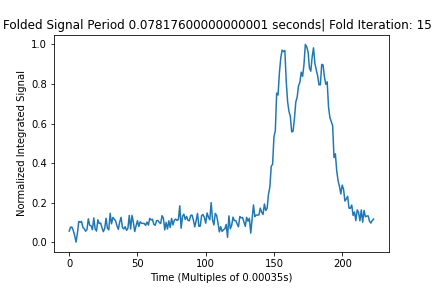 Folded Signal Period 0.07817600000000001 seconds| Fold Iteration: 15
1.0
0.8
0.6
0.4
0.2
0.0
Normalized Integrated Signal
0 50 100 150 200
Time (Multiples of 0.00035s)